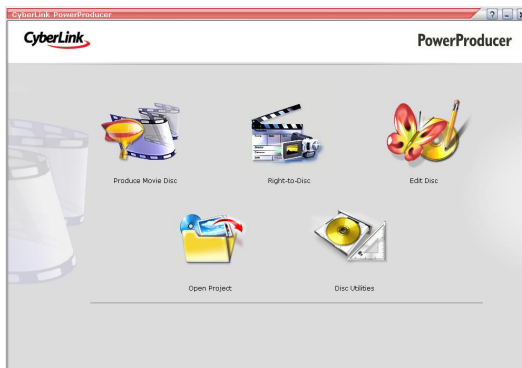 CyberLink PowerProducer
CyberLink
PowerProducer
Produce Movie Disc
Right-to-Disc
Edit Disc
Open Project
Disc Utilities